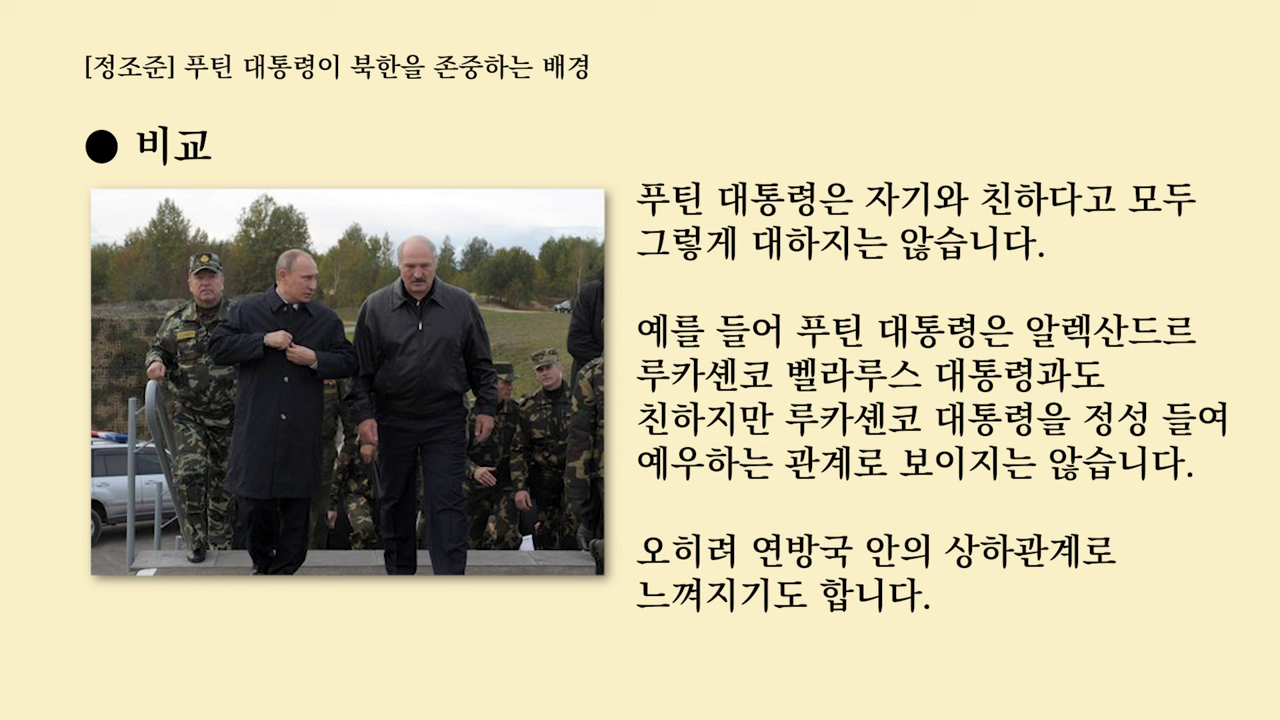 [정조준] 푸틴 대통령이 북한을 존중하는 배경
● 비교
푸틴 대통령은 자기와 친하다고 모두
그렇게 대하지는 않습니다.
예를 들어 푸틴 대통령은 알렉산드르
루카셴코 벨라루스 대통령과도
친하지만 루카셴코 대통령을 정성 들여
예우하는 관계로 보이지는 않습니다.
오히려 연방국 안의 상하관계로
느껴지기도 합니다.